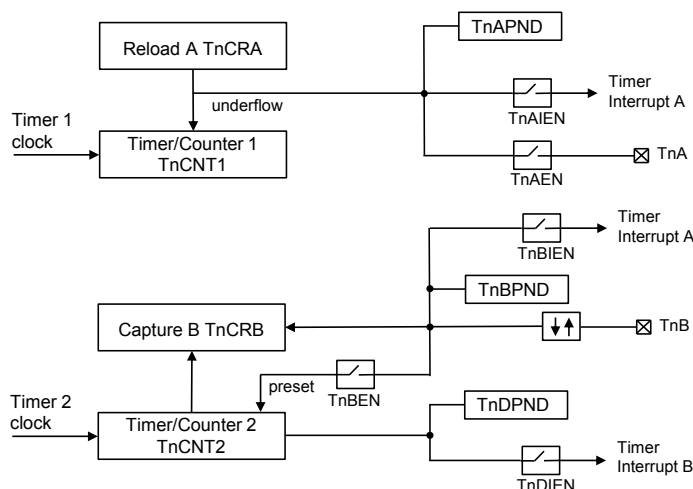 Reload A TnCRA
TnAPND
underflow
Timer
Interrupt A
TnAIEN
Timer 1
clock
Timer/Counter 1
TnCNT1
TnA
TnAEN
Timer
Interrupt A
TnBIEN
TnBPND
Capture B TnCRB
TnB
preset
TnBEN
Timer 2
clock
Timer/Counter 2
TnCNT2
TnDPND
Timer
Interrupt B
TnDIEN